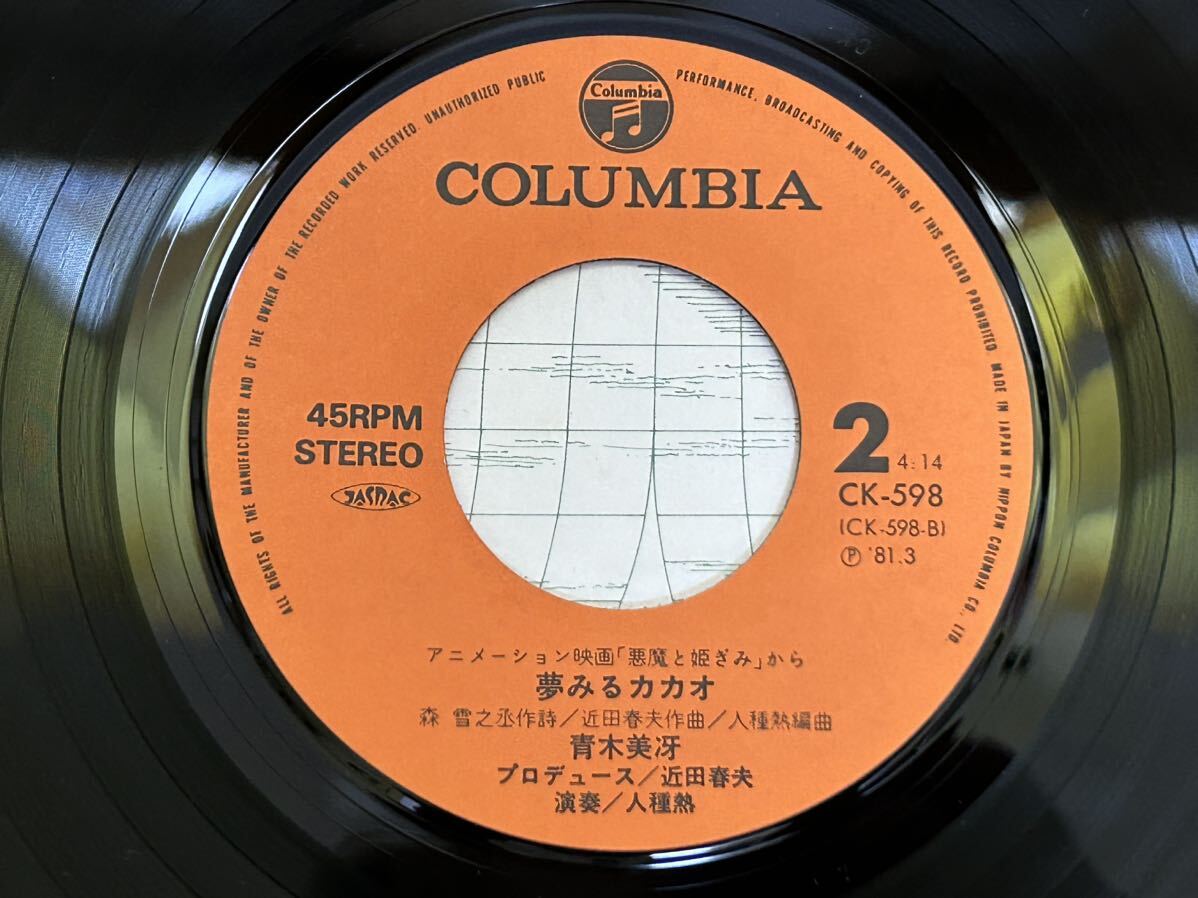 Columbia
COLUMBIA
ALL RIGHTS OF THE MANUFACTURER AND OF THE OWNER OF THE RECORDED WORK RESERVED. UNAUTHORIZED PUBLIC PERFORMANCE, BROADCASTING AND COPYING OF THIS RECORD PROHIBITED. MADE IN JAPAN BY NIPPON COLUMBIA CO., LTD.
45RPM
STEREO
JASRAC
2 4:14
CK-598
(CK-598-B)
Ⓟ '81.3
アニメーション映画「悪魔と姫ぎみ」から
夢みるカカオ
森 雪之丞作詩/近田春夫作曲/人種熱編曲
青木美冴
プロデュース/近田春夫
演奏/人種熱